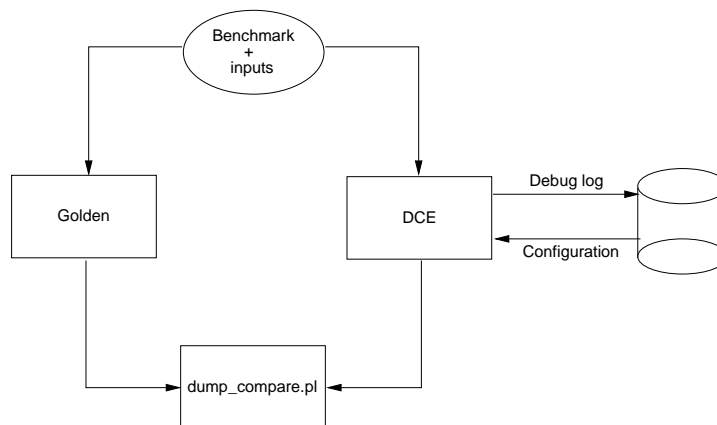 Benchmark
+
inputs
Golden
DCE
Debug log
Configuration
dump_compare.pl